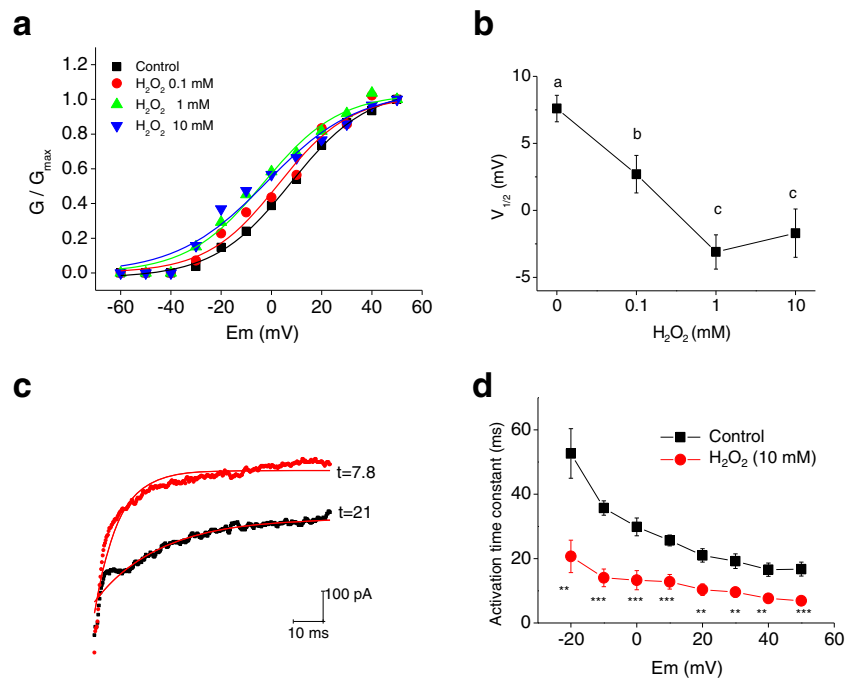 a
Control
H2O2 0.1 mM
H2O2 1 mM
H2O2 10 mM
G / Gmax
1.2
1.0
0.8
0.6
0.4
0.2
0.0
-60 -40 -20 0 20 40 60
Em (mV)
b
V1/2 (mV)
10
5
0
-5
a
b
c
c
0 0.1 1 10
H2O2 (mM)
c
t=7.8
t=21
100 pA
10 ms
d
Activation time constant (ms)
60
40
20
0
Control
H2O2 (10 mM)
** *** *** *** ** ** ** ***
-20 0 20 40 60
Em (mV)